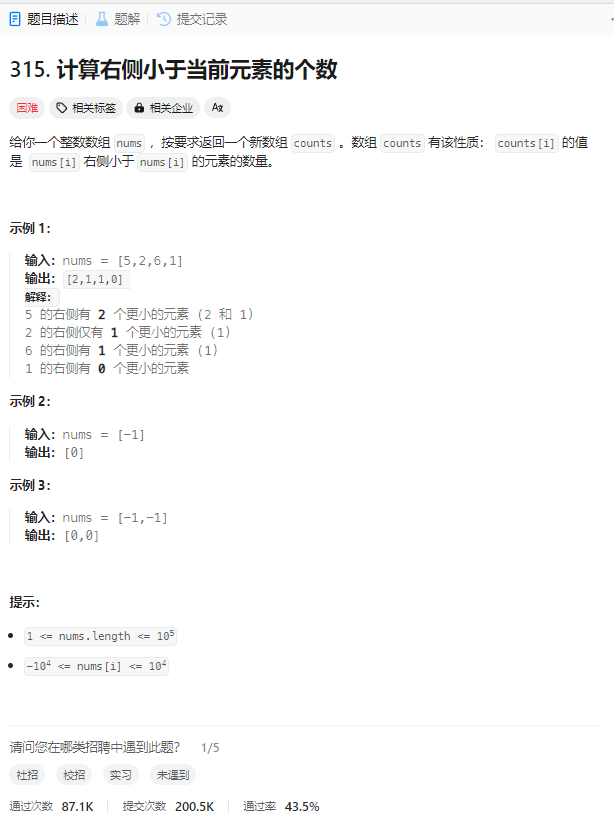 题目描述 题解 提交记录
315. 计算右侧小于当前元素的个数
困难 相关标签 相关企业 Aあ
给你一个整数数组 nums ，按要求返回一个新数组 counts 。数组 counts 有该性质： counts[i] 的值
是 nums[i] 右侧小于 nums[i] 的元素的数量。
示例 1：
输入：nums = [5,2,6,1]
输出：[2,1,1,0]
解释：
5 的右侧有 2 个更小的元素 (2 和 1)
2 的右侧仅有 1 个更小的元素 (1)
6 的右侧有 1 个更小的元素 (1)
1 的右侧有 0 个更小的元素
示例 2：
输入：nums = [-1]
输出：[0]
示例 3：
输入：nums = [-1,-1]
输出：[0,0]
提示：
1 <= nums.length <= 10⁵
-10⁴ <= nums[i] <= 10⁴
请问您在哪类招聘中遇到此题？ 1/5
社招 校招 实习 未遇到
通过次数 87.1K 提交次数 200.5K 通过率 43.5%